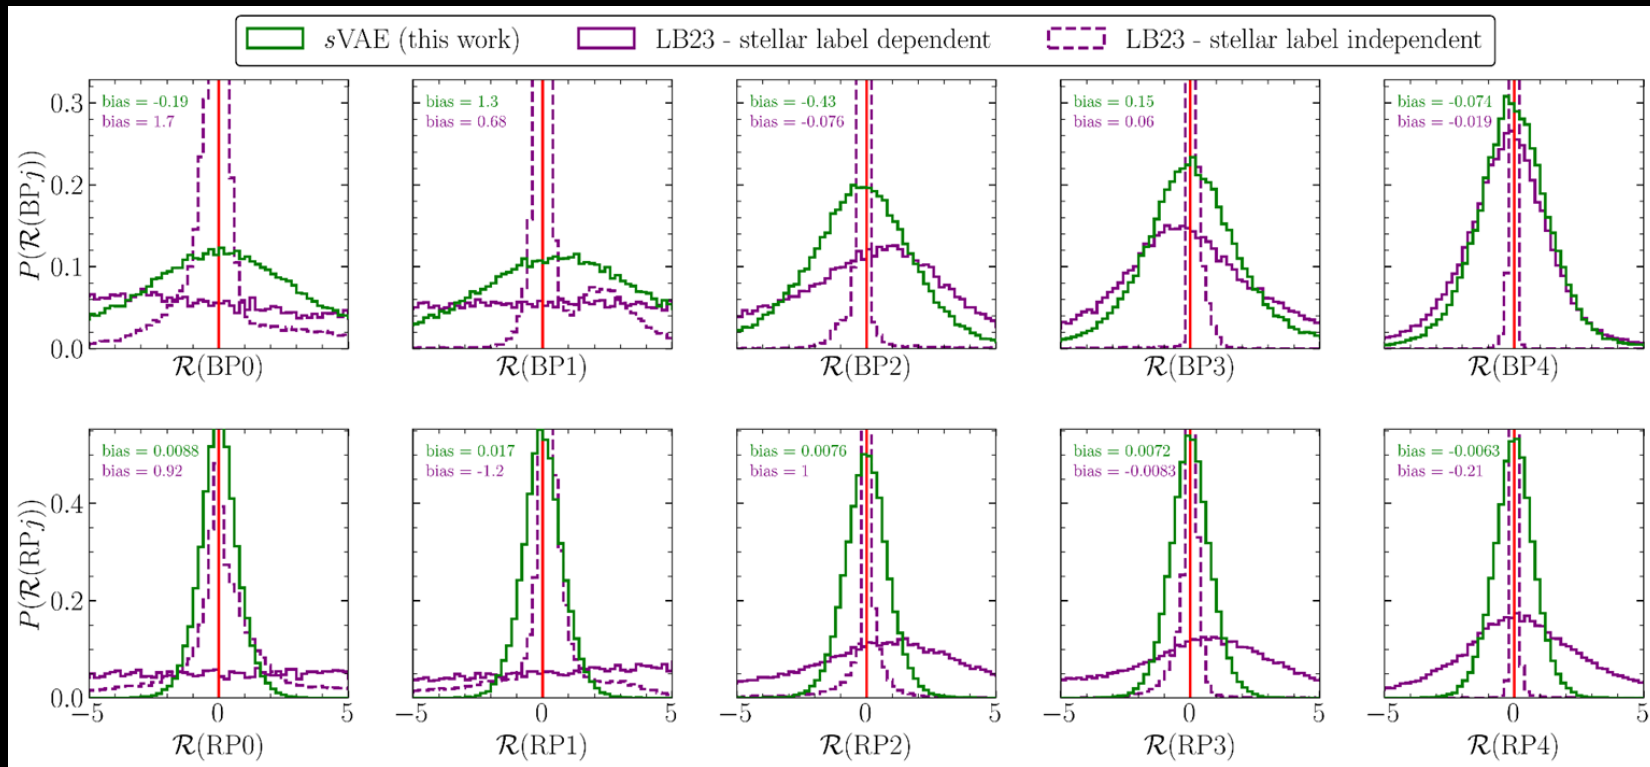 sVAE (this work) LB23 - stellar label dependent LB23 - stellar label independent
P(R(BPj))
0.3
0.2
0.1
0.0
bias = -0.19
bias = 1.7
R(BP0)
bias = 1.3
bias = 0.68
R(BP1)
bias = -0.43
bias = -0.076
R(BP2)
bias = 0.15
bias = 0.06
R(BP3)
bias = -0.074
bias = -0.019
R(BP4)
P(R(RPj))
0.4
0.2
0.0
bias = 0.0088
bias = 0.92
−5 0 5
R(RP0)
bias = 0.017
bias = -1.2
−5 0 5
R(RP1)
bias = 0.0076
bias = 1
−5 0 5
R(RP2)
bias = 0.0072
bias = -0.0083
−5 0 5
R(RP3)
bias = -0.0063
bias = -0.21
−5 0 5
R(RP4)